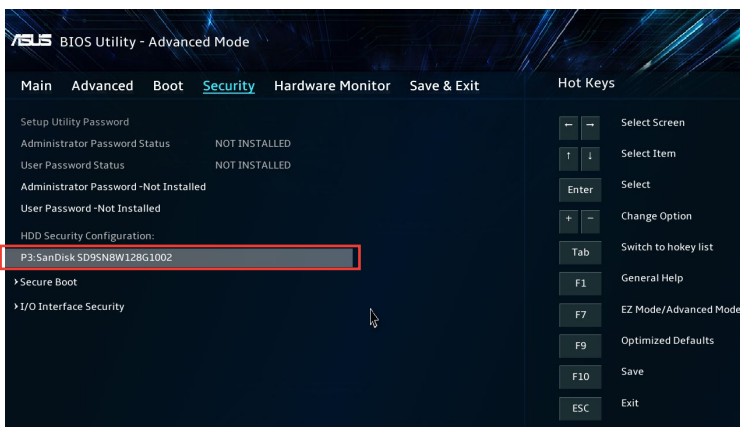 ASUS BIOS Utility - Advanced Mode
Main Advanced Boot Security Hardware Monitor Save & Exit
Setup Utility Password
Administrator Password Status NOT INSTALLED
User Password Status NOT INSTALLED
Administrator Password -Not Installed
User Password -Not Installed
HDD Security Configuration:
P3:SanDisk SD9SN8W128G1002
Secure Boot
I/O Interface Security
Hot Keys
← → Select Screen
↑ ↓ Select Item
Enter Select
+ - Change Option
Tab Switch to hokey list
F1 General Help
F7 EZ Mode/Advanced Mode
F9 Optimized Defaults
F10 Save
ESC Exit